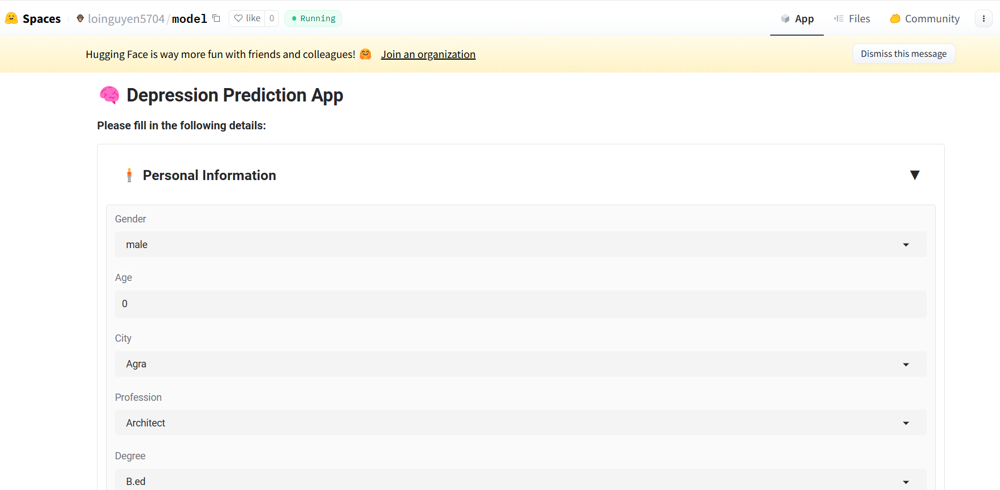 Spaces loinguyen5704/model like 0 Running App Files Community
Hugging Face is way more fun with friends and colleagues! Join an organization Dismiss this message
Depression Prediction App
Please fill in the following details:
Personal Information
Gender
male
Age
0
City
Agra
Profession
Architect
Degree
B.ed